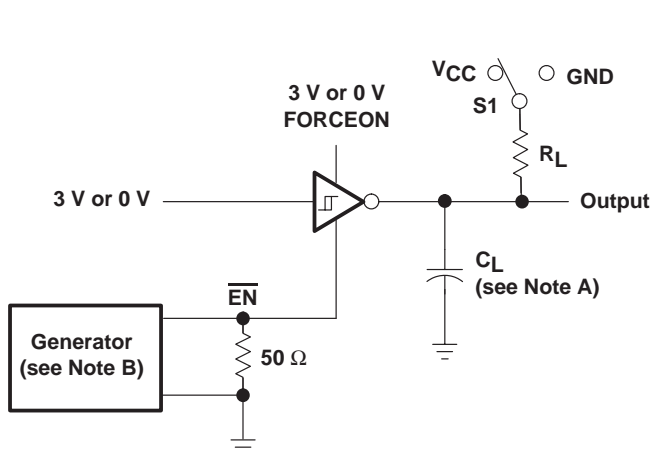 VCC
GND
S1
3 V or 0 V
FORCEON
RL
3 V or 0 V
Output
CL
(see Note A)
EN
Generator
(see Note B)
50 Ω